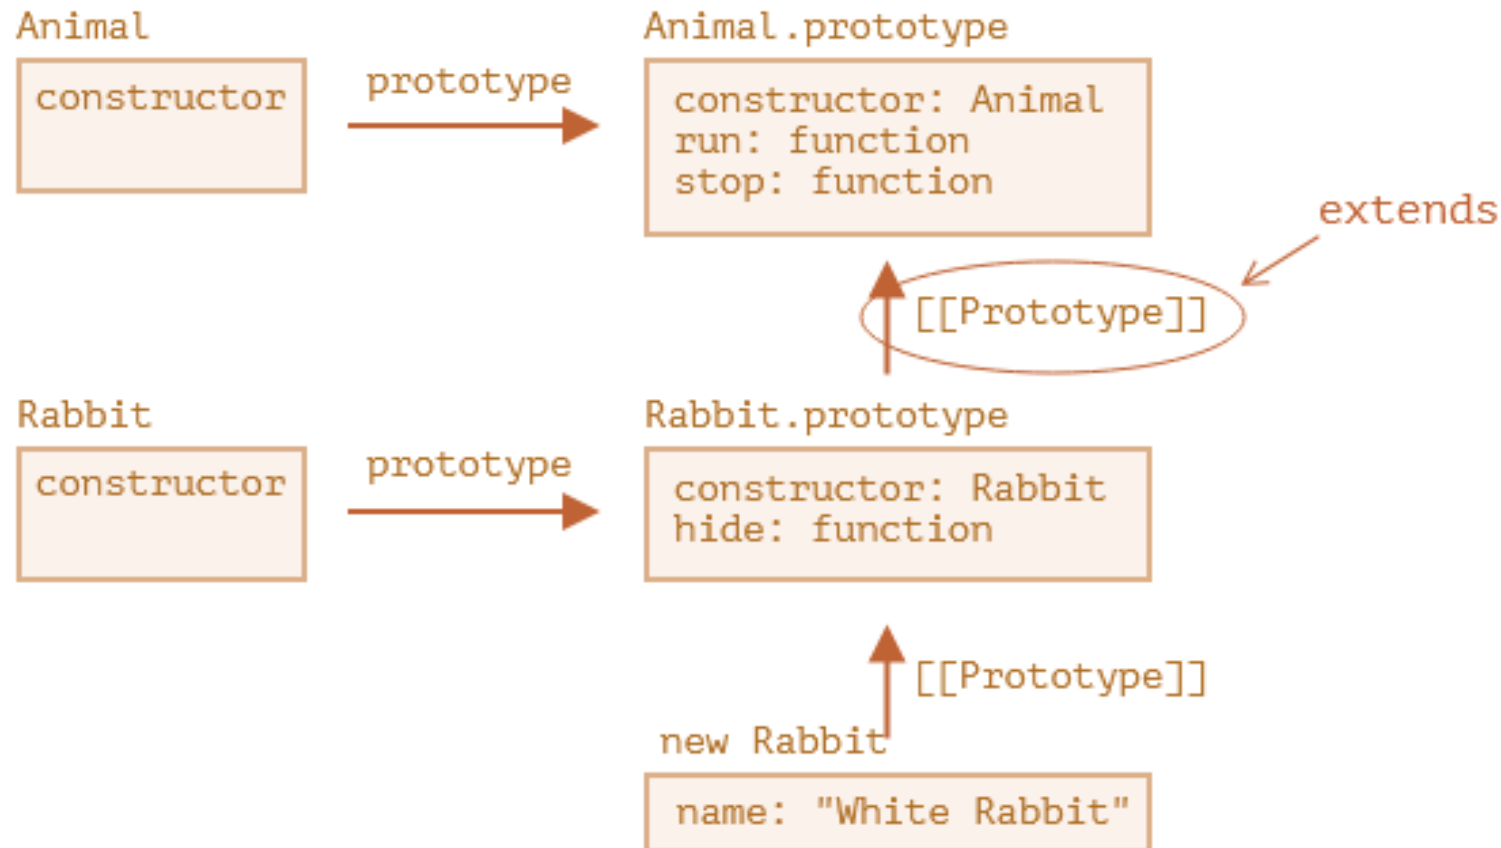 Animal
constructor
prototype
Animal.prototype
constructor: Animal
run: function
stop: function
extends
[[Prototype]]
Rabbit
constructor
prototype
Rabbit.prototype
constructor: Rabbit
hide: function
[[Prototype]]
new Rabbit
name: "White Rabbit"